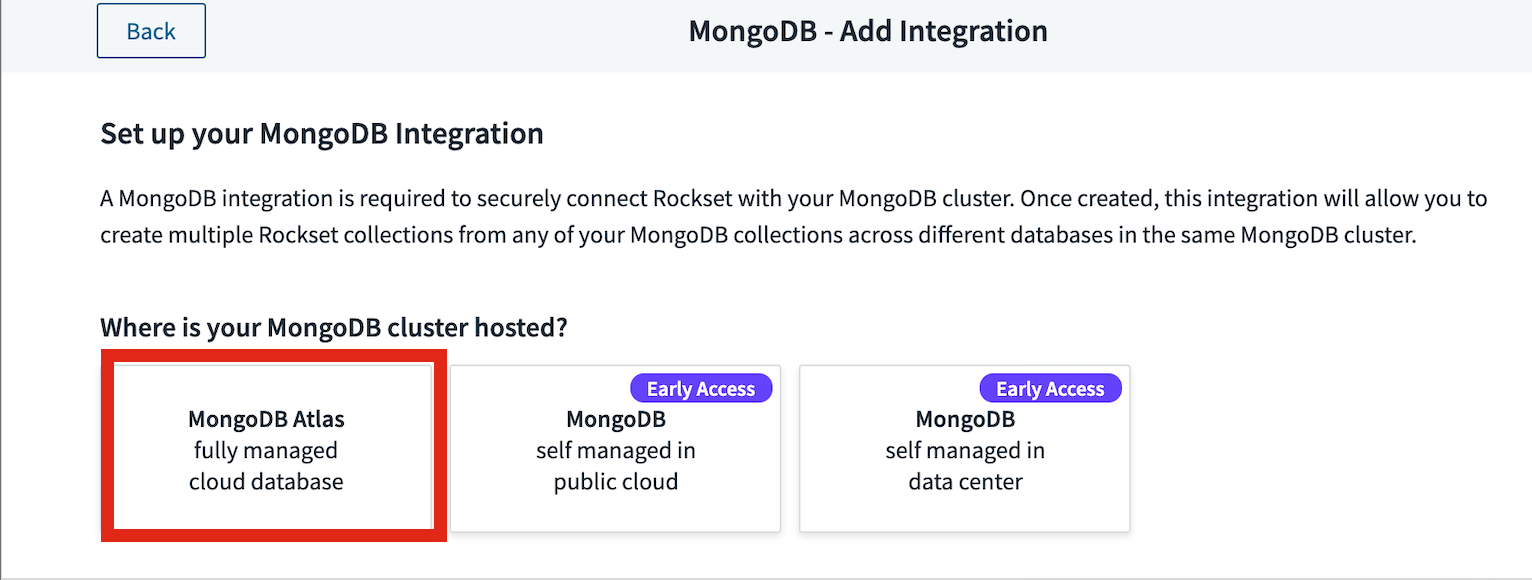 Back
MongoDB - Add Integration
Set up your MongoDB Integration
A MongoDB integration is required to securely connect Rockset with your MongoDB cluster. Once created, this integration will allow you to
create multiple Rockset collections from any of your MongoDB collections across different databases in the same MongoDB cluster.
Where is your MongoDB cluster hosted?
MongoDB Atlas
fully managed
cloud database
Early Access
MongoDB
self managed in
public cloud
Early Access
MongoDB
self managed in
data center